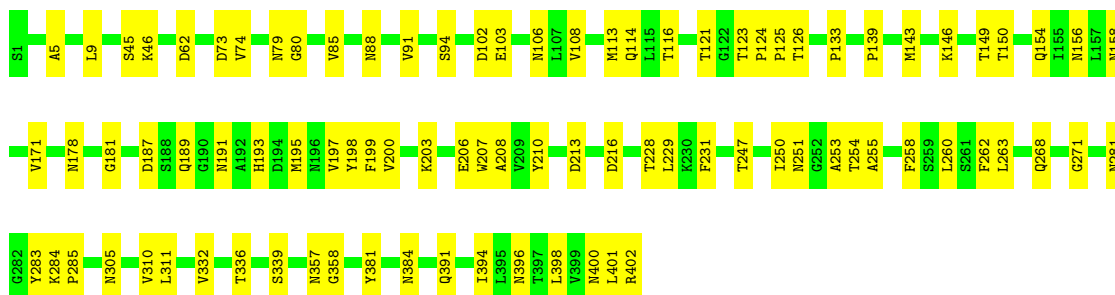 S1 A5 L9 S45 K46 D62 D73 V74 N79 G80 V85 N88 V91 S94 D102 E103 N106 L107 V108 M113 Q114 L115 T116 T121 G122 T123 P124 P125 T126 P133 P139 M143 K146 T149 T150 Q154 I155 N156 L157 N158
V171 N178 G181 D187 S188 Q189 G190 N191 A192 H193 D194 M195 N196 V197 Y198 F199 V200 K203 E206 W207 A208 V209 Y210 D213 D216 T228 L229 K230 F231 T247 I250 N251 G252 A253 T254 A255 F258 S259 L260 S261 F262 L263 Q268 G271 N281
G282 Y283 K284 P285 N305 V310 L311 V332 T336 S339 N357 G358 Y381 N384 Q391 I394 L395 N396 T397 L398 V399 N400 L401 R402